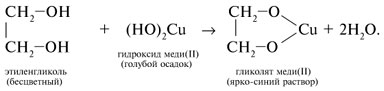 CH₂–OH CH₂–O
+ (HO)₂Cu → Cu + 2H₂O.
CH₂–OH CH₂–O
этиленгликоль гидроксид меди(II) гликолят меди(II)
(бесцветный) (голубой осадок) (ярко-синий раствор)